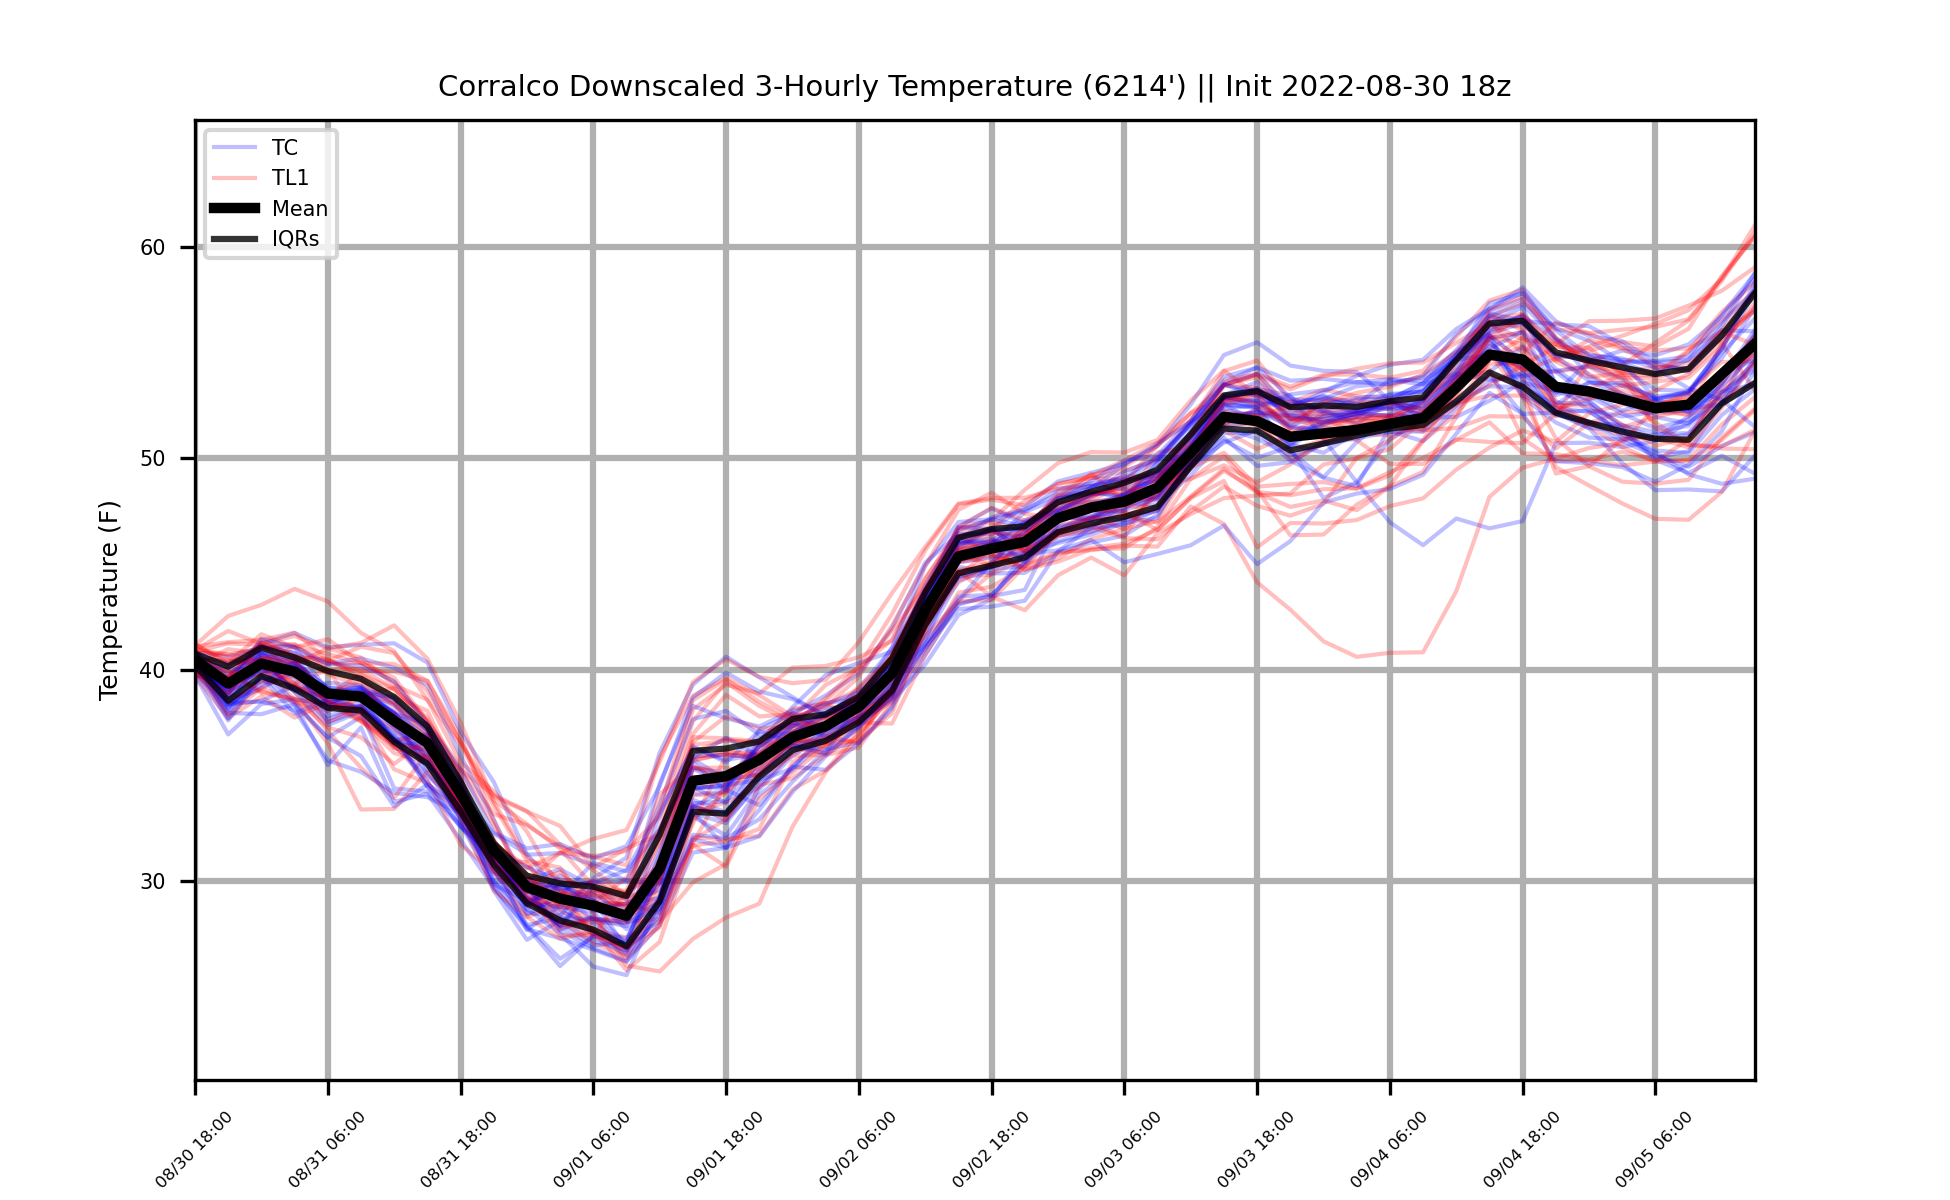 Corralco Downscaled 3-Hourly Temperature (6214') || Init 2022-08-30 18z
TC
TL1
Mean
IQRs
Temperature (F)
60
50
40
30
08/30 18:00
08/31 06:00
08/31 18:00
09/01 06:00
09/01 18:00
09/02 06:00
09/02 18:00
09/03 06:00
09/03 18:00
09/04 06:00
09/04 18:00
09/05 06:00